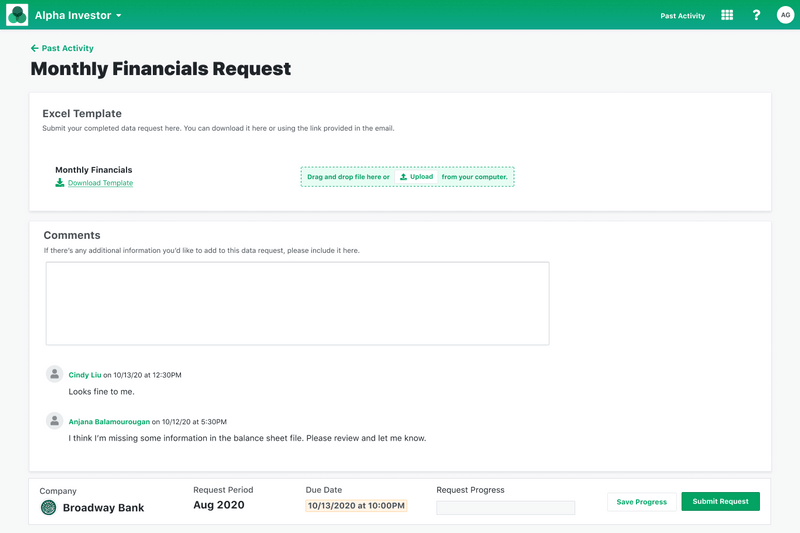 Alpha Investor
Past Activity
?
AG
Past Activity
Monthly Financials Request
Excel Template
Submit your completed data request here. You can download it here or using the link provided in the email.
Monthly Financials
Download Template
Drag and drop file here or Upload from your computer.
Comments
If there's any additional information you'd like to add to this data request, please include it here.
Cindy Liu on 10/13/20 at 12:30PM
Looks fine to me.
Anjana Balamourougan on 10/12/20 at 5:30PM
I think I'm missing some information in the balance sheet file. Please review and let me know.
Company
Broadway Bank
Request Period
Aug 2020
Due Date
10/13/2020 at 10:00PM
Request Progress
Save Progress
Submit Request